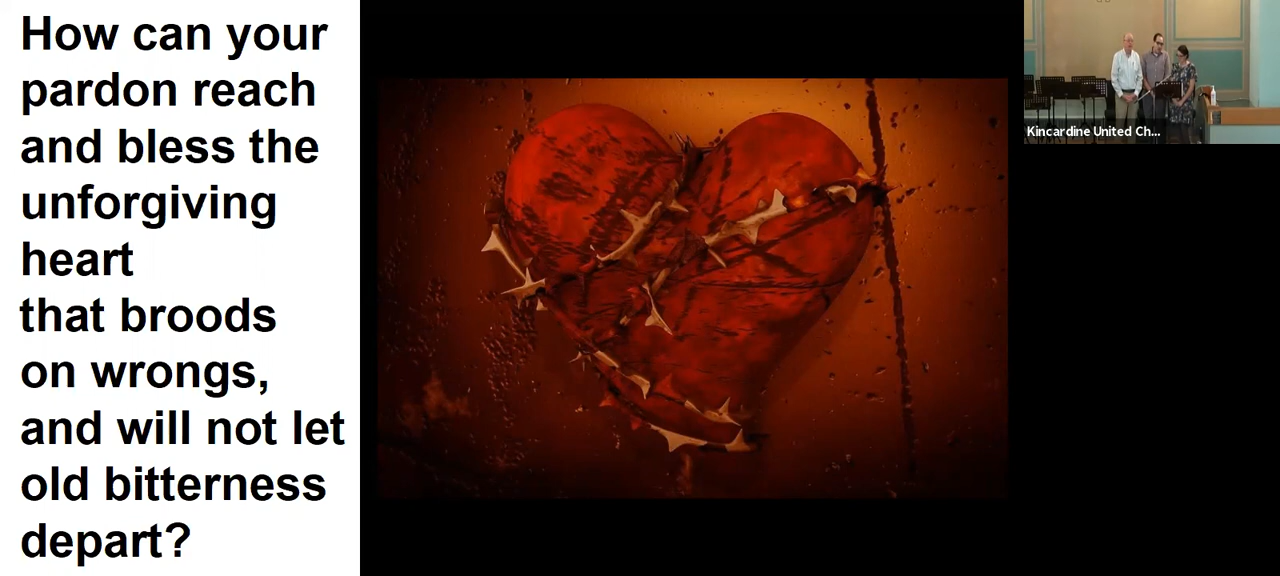 How can your
pardon reach
and bless the
unforgiving
heart
that broods
on wrongs,
and will not let
old bitterness
depart?
Kincardine United Ch...